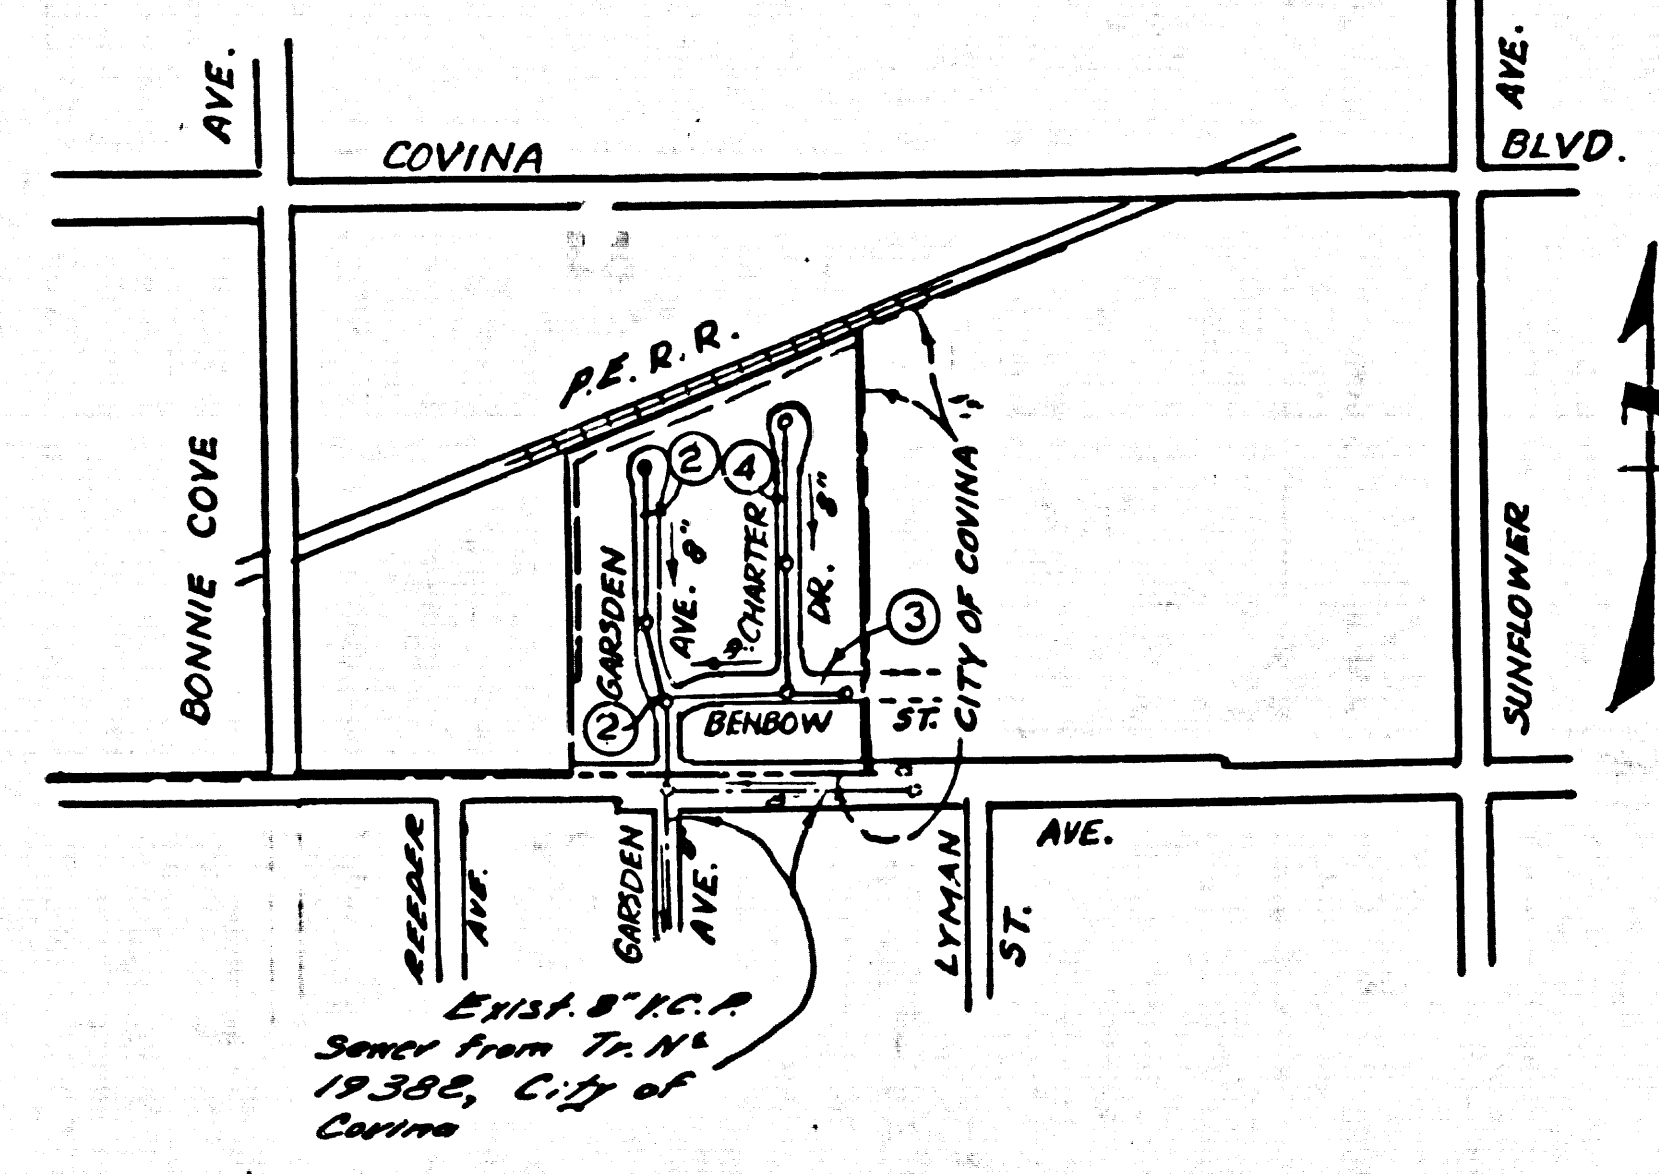 AVE.
AVE.
COVINA
BLVD.
P.E. R. R.
BONNIE COVE
2
4
8"
8"
GARSDEN
AVE.
CHARTER
DR.
3
CITY OF COVINA
SUNFLOWER
2
BENBOW
ST.
REEDER
AVE.
GARSDEN
AVE.
LYMAN
ST.
AVE.
Exist. 8" V.C.P.
Sewer from Tr. No
19382, City of
Covina